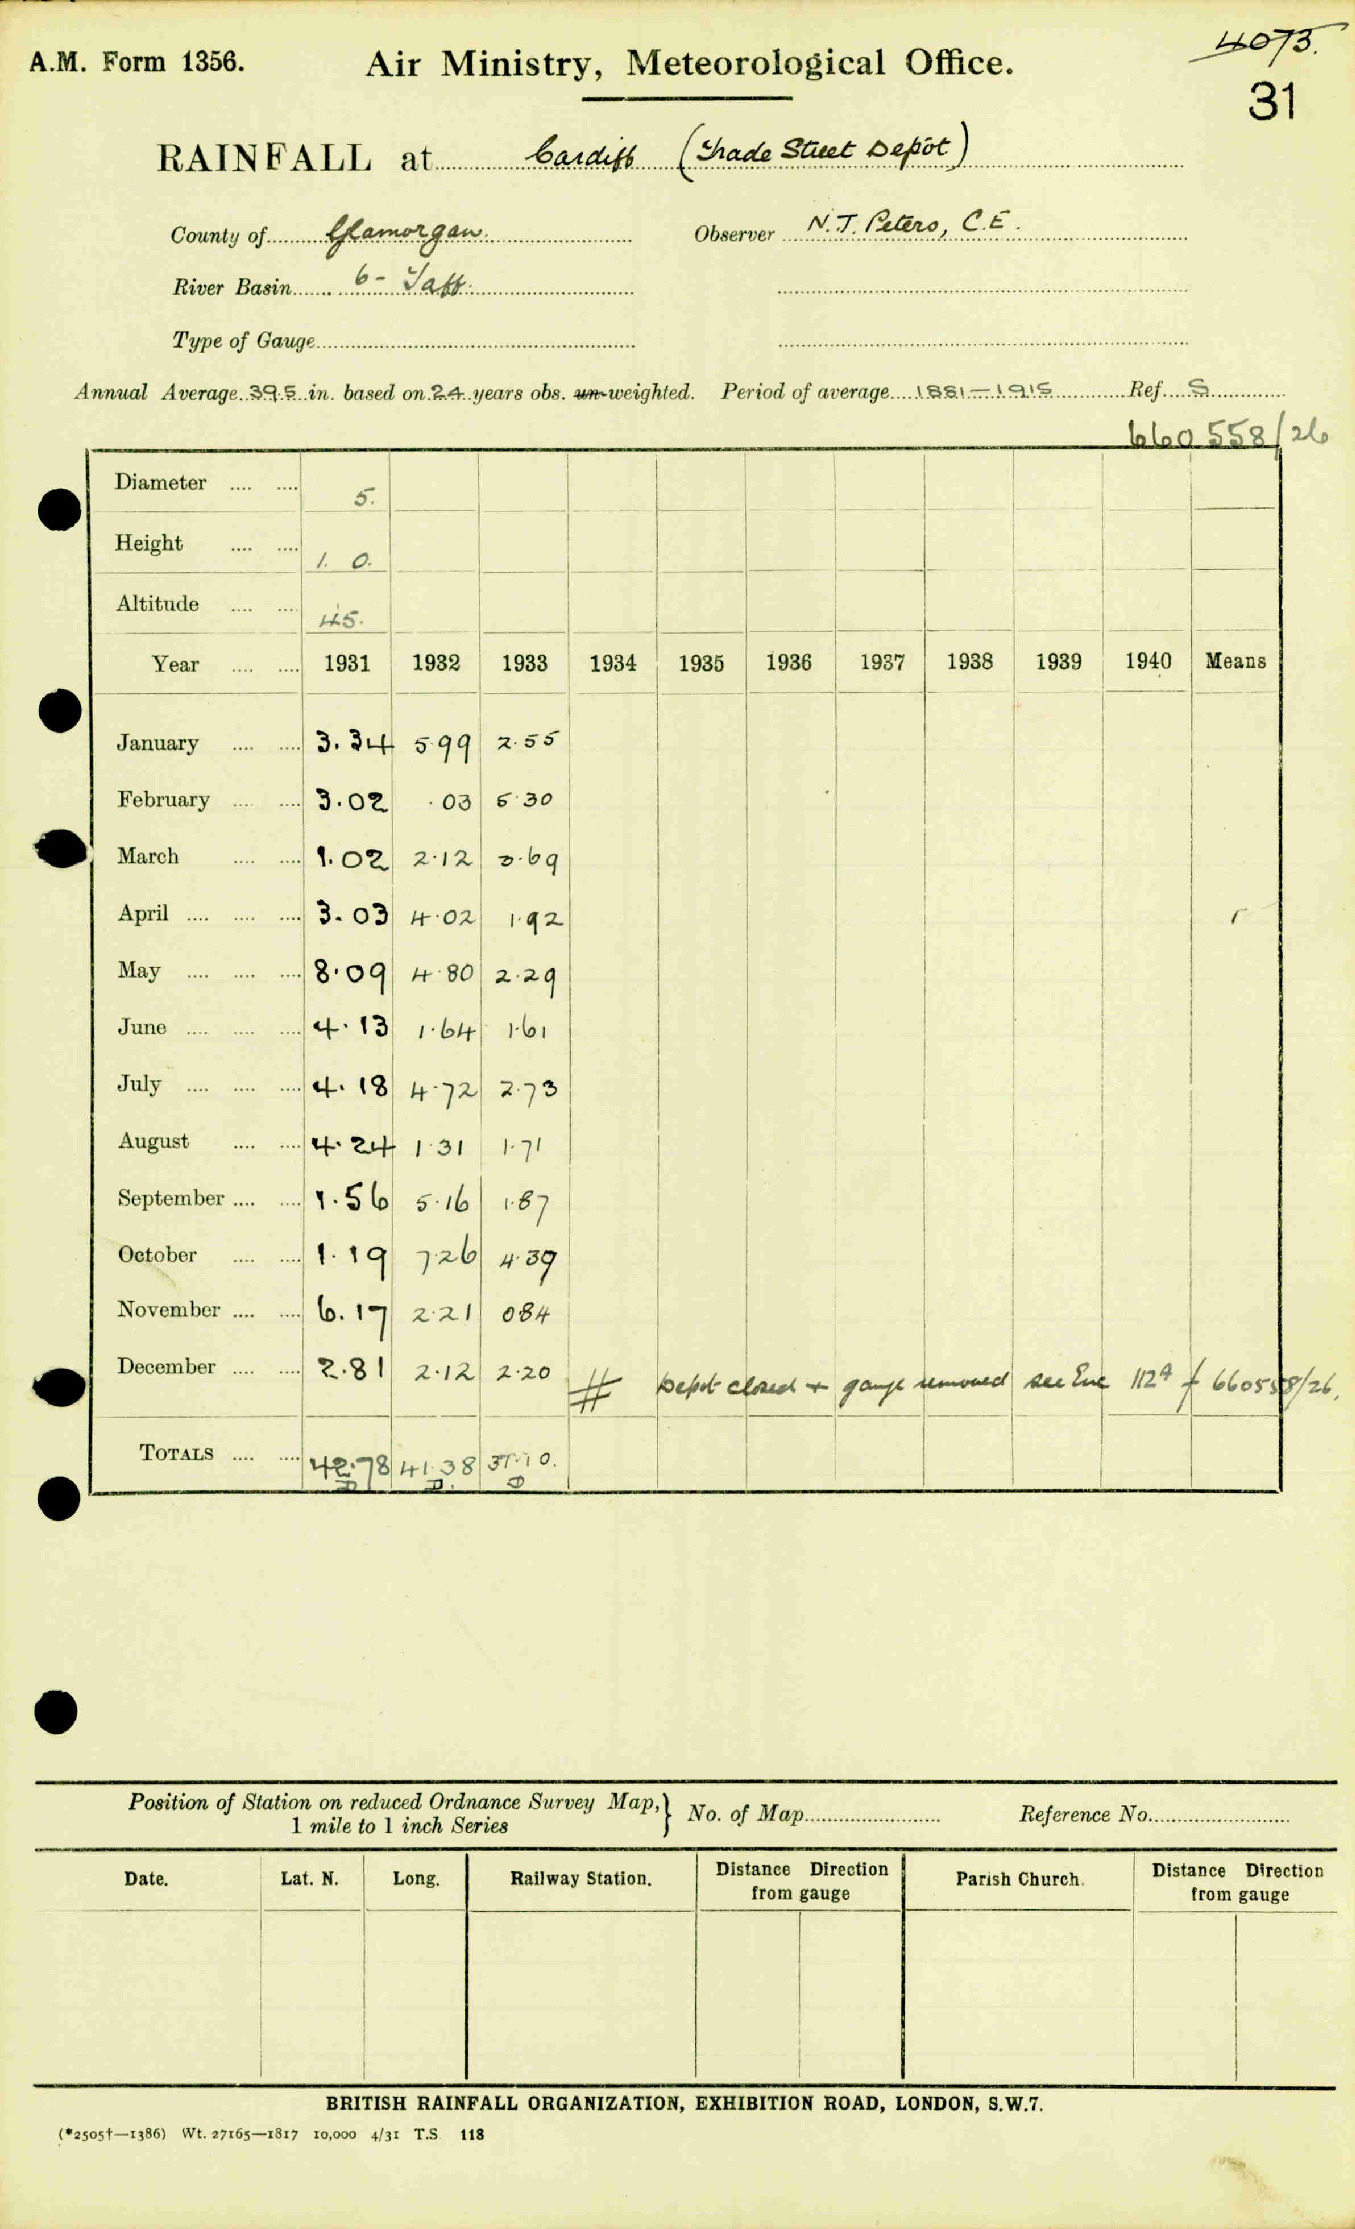 4073.
A.M. Form 1356. Air Ministry, Meteorological Office.
31
RAINFALL at Cardiff (Trade Street Depôt)
County of Glamorgan. Observer N. J. Peters, C.E.
River Basin 6- Taff.
Type of Gauge
Annual Average 39.5 in. based on 24 years obs. un-weighted. Period of average 1881-1915 Ref. S
660 558/26
Diameter .... .... 5.
Height .... .... 1. 0.
Altitude .... .... 45.
Year .... .... 1931 1932 1933 1934 1935 1936 1937 1938 1939 1940 Means
January .... .... 3.34 5.99 2.55
February .... .... 3.02 .03 5.30
March .... .... 1.02 2.12 3.69
April .... .... .... 3.03 4.02 1.92
May .... .... .... 8.09 4.80 2.29
June .... .... .... 4.13 1.64 1.61
July .... .... .... 4.18 4.72 2.73
August .... .... 4.24 1.31 1.71
September .... .... 1.56 5.16 1.87
October .... .... 1.19 7.26 4.39
November .... .... 6.17 2.21 0.84
December .... .... 2.81 2.12 2.20 # Depot closed + gauge removed see Enc 112A f 660558/26.
TOTALS .... .... 42.78 41.38 31.10.
D D. D
Position of Station on reduced Ordnance Survey Map, } No. of Map Reference No.
1 mile to 1 inch Series
Date. Lat. N. Long. Railway Station. Distance Direction from gauge Parish Church. Distance Direction from gauge
BRITISH RAINFALL ORGANIZATION, EXHIBITION ROAD, LONDON, S.W.7.
(*2505†—1386) Wt. 27165—1817 10,000 4/31 T.S. 118